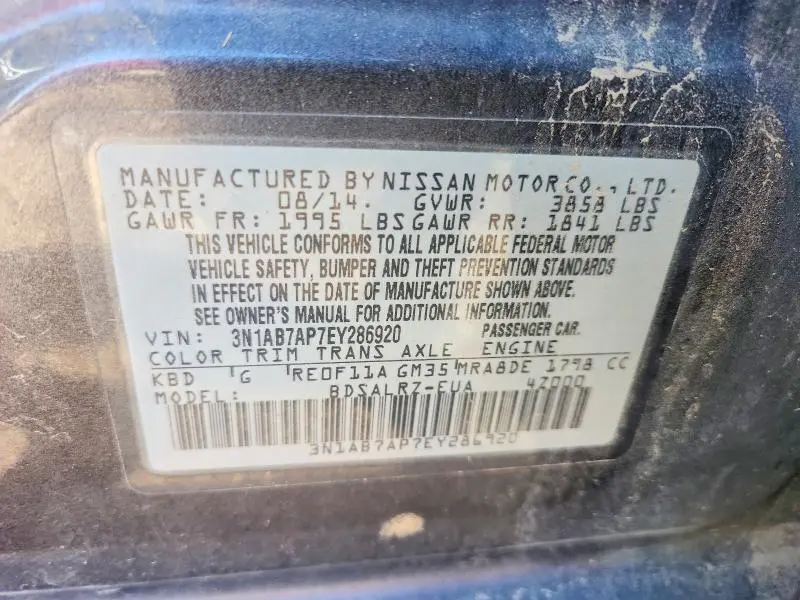 MANUFACTURED BY NISSAN MOTOR CO., LTD.
DATE: 08/14. GVWR: 3858 LBS
GAWR FR: 1995 LBS GAWR RR: 1841 LBS
THIS VEHICLE CONFORMS TO ALL APPLICABLE FEDERAL MOTOR
VEHICLE SAFETY, BUMPER AND THEFT PREVENTION STANDARDS
IN EFFECT ON THE DATE OF MANUFACTURE SHOWN ABOVE.
SEE OWNER'S MANUAL FOR ADDITIONAL INFORMATION.
VIN: 3N1AB7AP7EY286920 PASSENGER CAR.
COLOR TRIM TRANS AXLE ENGINE
KBD G RE0F11A GM35 MRA8DE 1798 CC
MODEL: BDSALRZ-EUA 4Z000
3N1AB7AP7EY286920